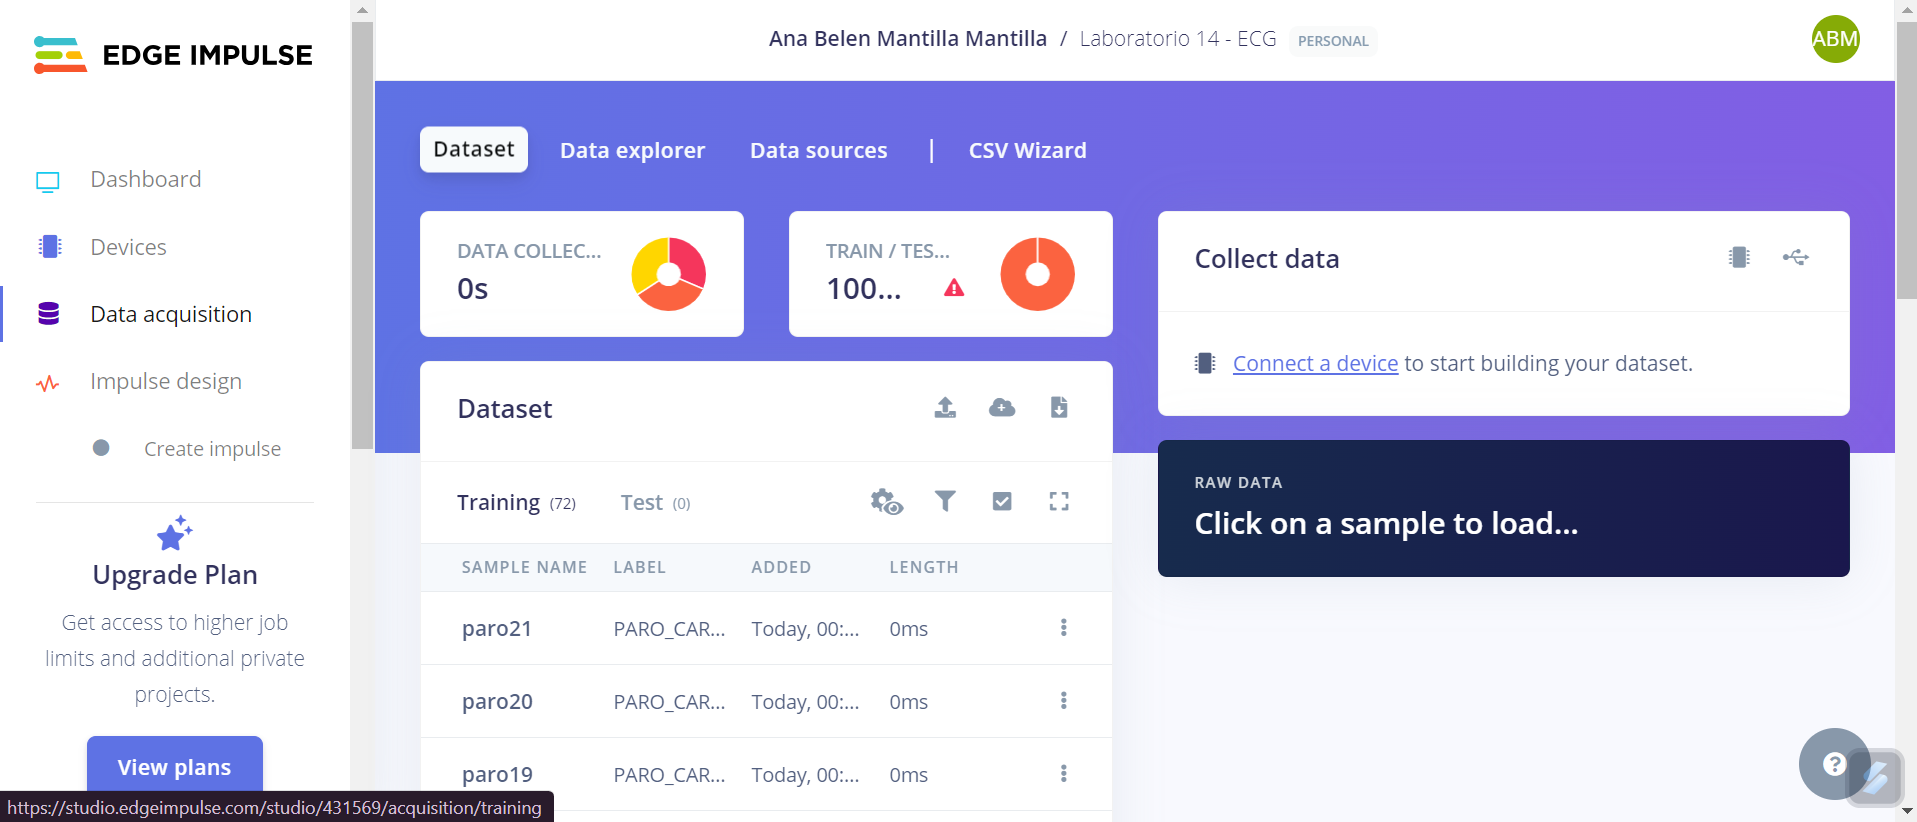 EDGE IMPULSE
Dashboard
Devices
Data acquisition
Impulse design
Create impulse
Upgrade Plan
Get access to higher job
limits and additional private
projects.
View plans
https://studio.edgeimpulse.com/studio/431569/acquisition/training
Ana Belen Mantilla Mantilla / Laboratorio 14 - ECG PERSONAL
ABM
Dataset Data explorer Data sources | CSV Wizard
DATA COLLEC...
0s
TRAIN / TES...
100...
Dataset
Training (72) Test (0)
SAMPLE NAME LABEL ADDED LENGTH
paro21 PARO_CAR... Today, 00:... 0ms
paro20 PARO_CAR... Today, 00:... 0ms
paro19 PARO_CAR... Today, 00:... 0ms
Collect data
Connect a device to start building your dataset.
RAW DATA
Click on a sample to load...
?